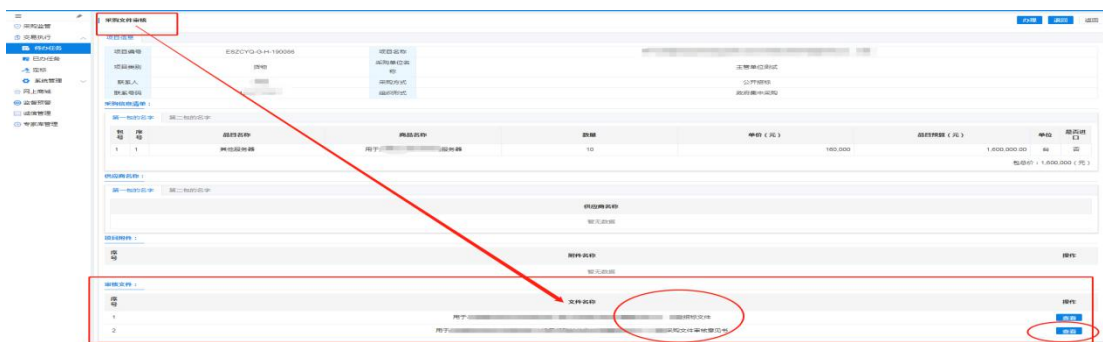 采购文件审核
办理 退回 返回
采购监管
交易执行
待办任务
已办任务
签章
系统管理
网上商城
监督预警
诚信管理
专家库管理
项目信息
项目编号 项目名称
项目类别 货物 采购单位名称 主管单位测试
联系人 采购方式 公开招标
联系号码 组织形式 政府集中采购
采购信息清单:
第一包的名字 第二包的名字
包号 序号 品目名称 商品名称 数量 单价(元) 品目预算(元) 单位 是否进口
1 1 其他服务器 用于 服务器 10 160,000 1,600,000.00 台 否
包总价:1,600,000(元)
供应商名称:
第一包的名字 第二包的名字
供应商名称
暂无数据
项目附件:
序号 附件名称 操作
暂无数据
审核文件:
序号 文件名称 操作
1 用于 招标文件 查看
2 用于 采购文件审核意见书 查看